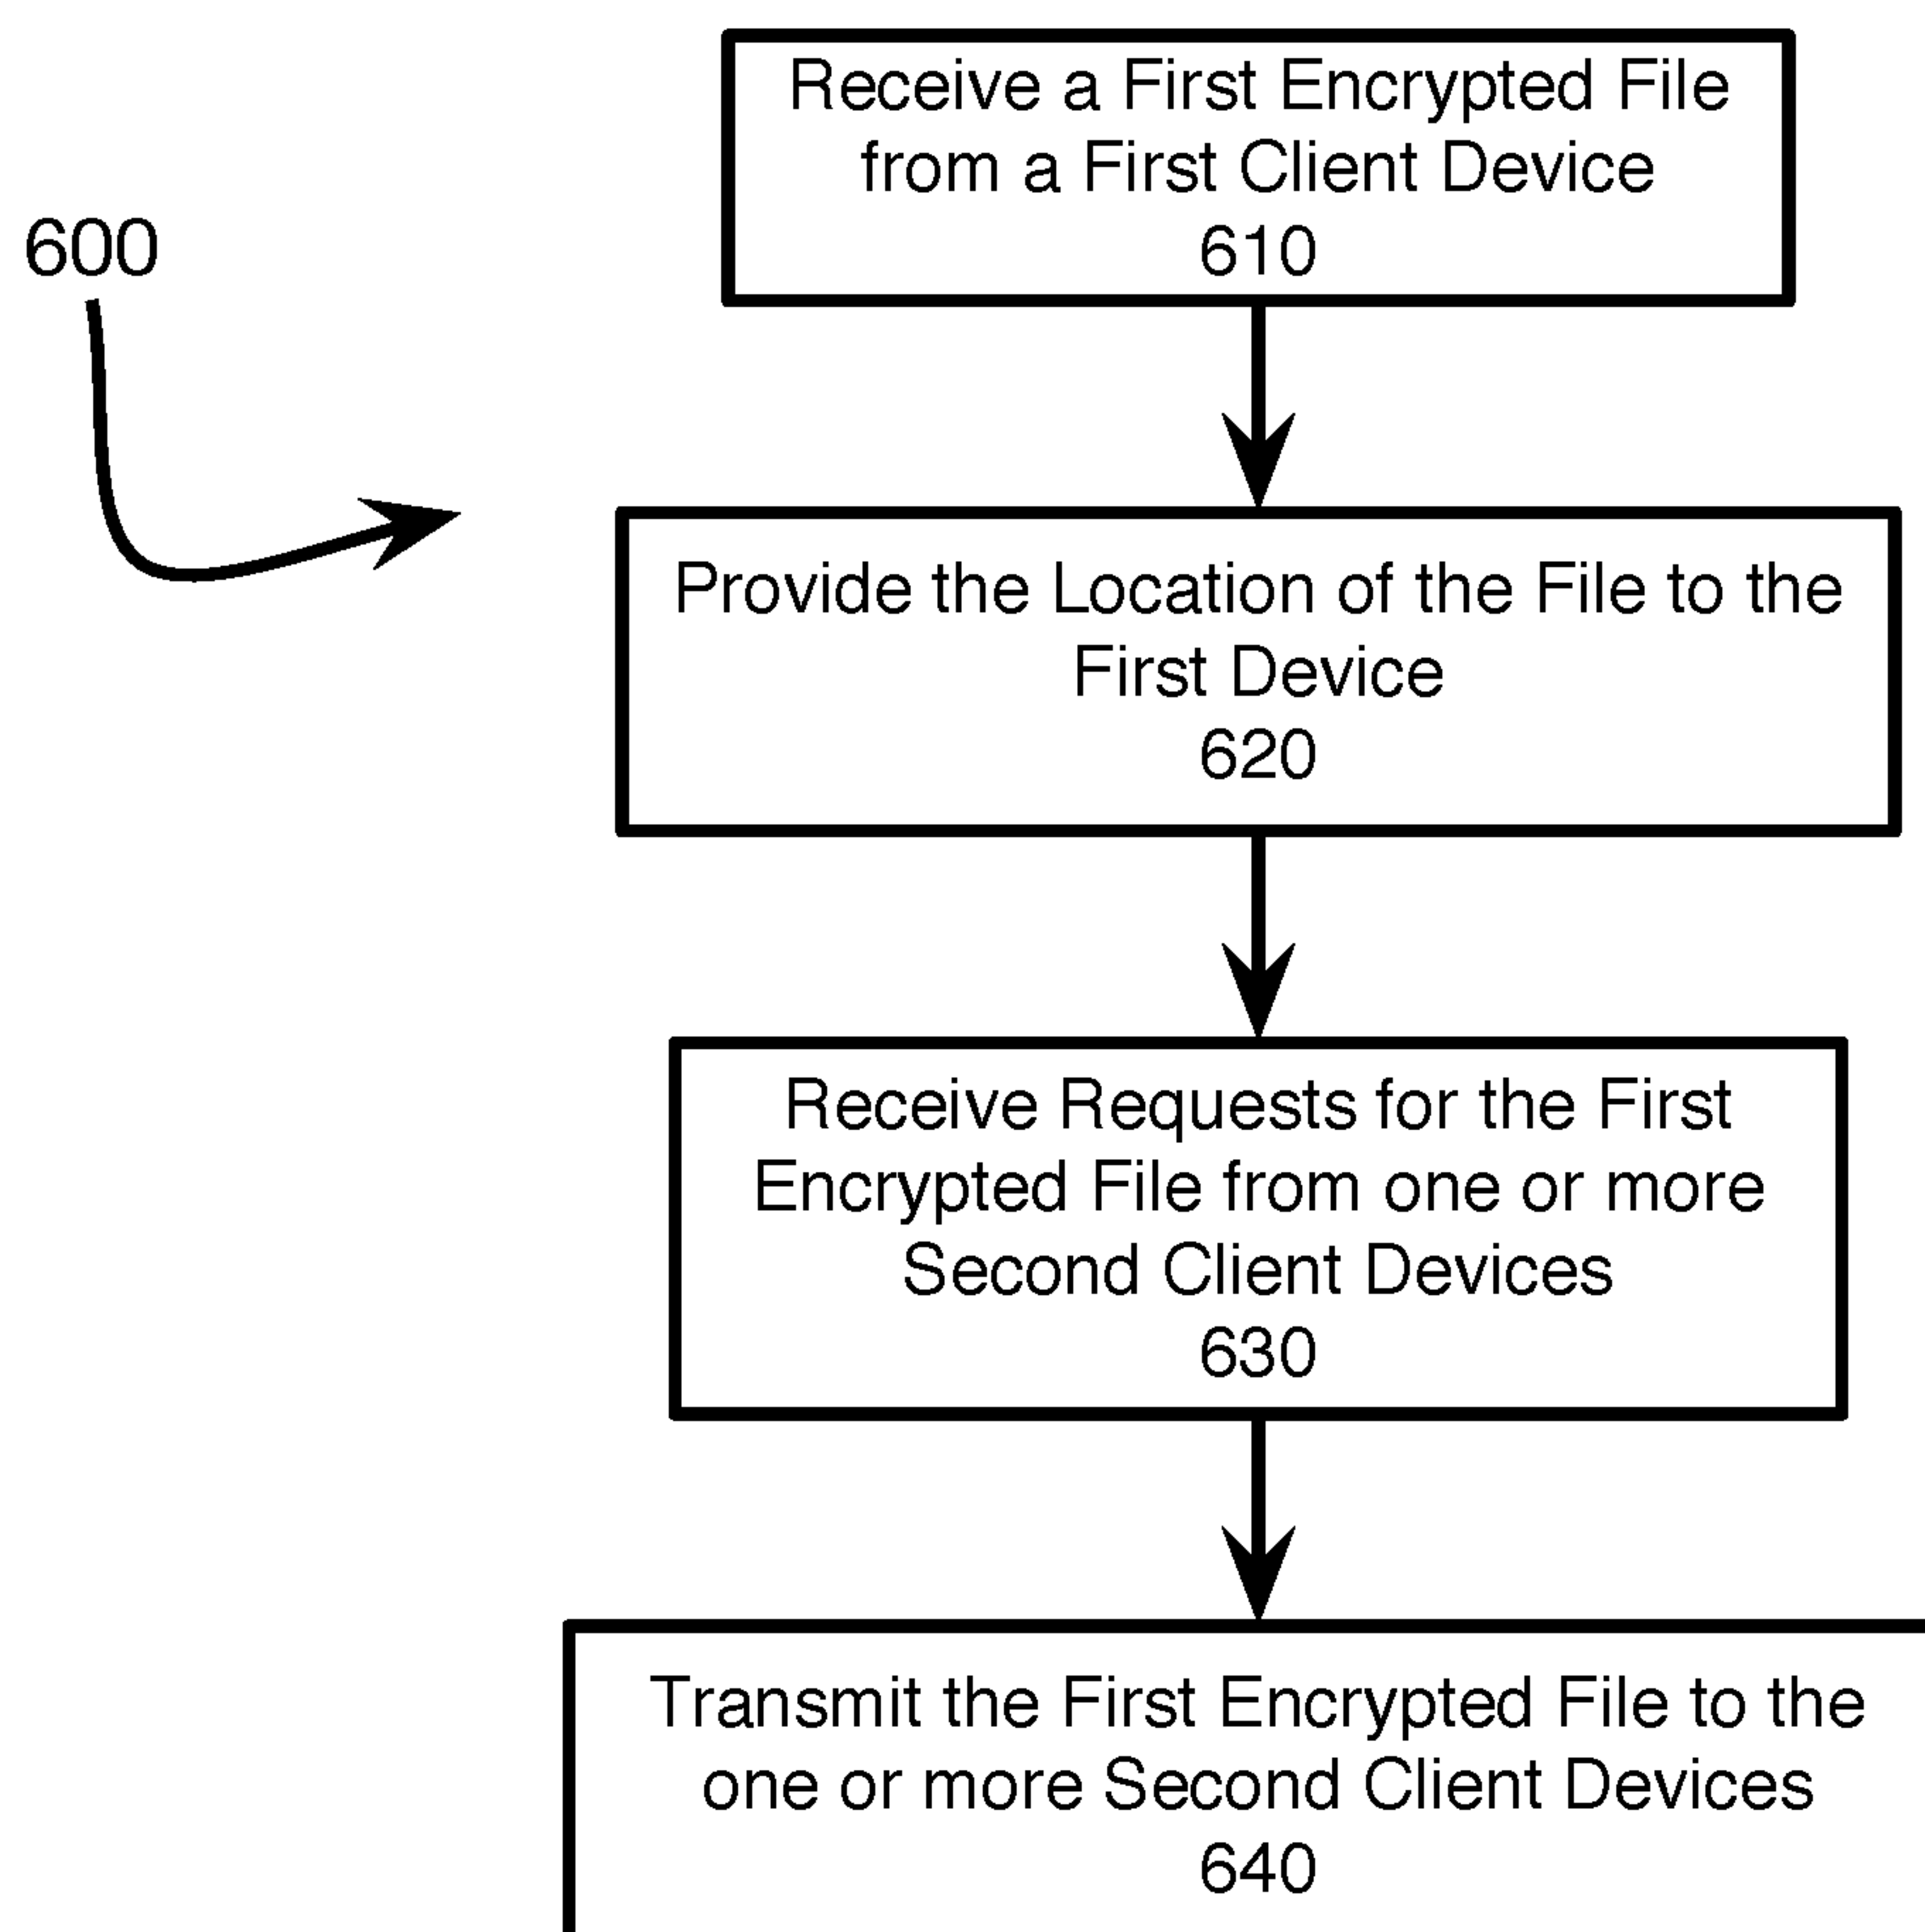 Receive a First Encrypted File
from a First Client Device
610
600
Provide the Location of the File to the
First Device
620
Receive Requests for the First
Encrypted File from one or more
Second Client Devices
630
Transmit the First Encrypted File to the
one or more Second Client Devices
640